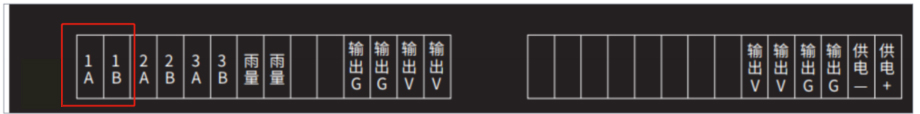 1A 1B 2A 2B 3A 3B 雨量 雨量 输出G 输出G 输出V 输出V
输出V 输出V 输出G 输出G 供电— 供电+